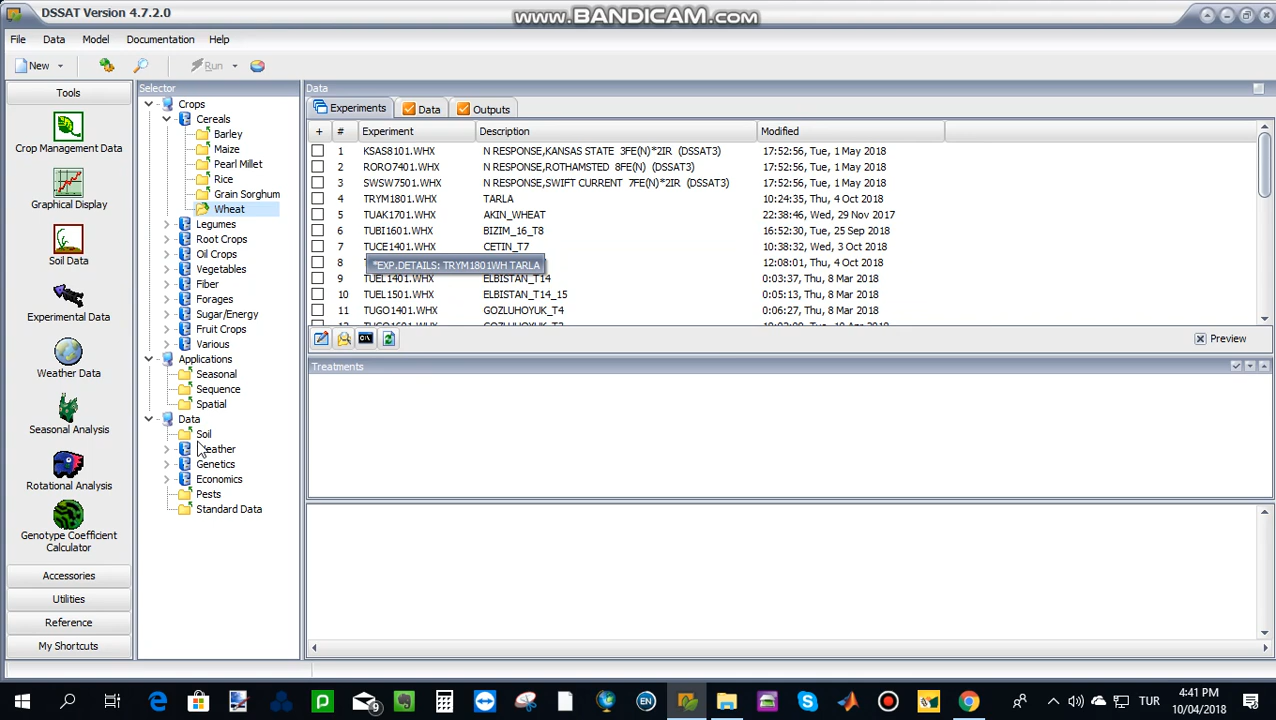 DSSAT Version 4.7.2.0
www.BANDICAM.com
File Data Model Documentation Help
New Run
Tools
Crop Management Data
Graphical Display
Soil Data
Experimental Data
Weather Data
Seasonal Analysis
Rotational Analysis
Genotype Coefficient
Calculator
Accessories
Utilities
Reference
My Shortcuts
Selector
Crops
Cereals
Barley
Maize
Pearl Millet
Rice
Grain Sorghum
Wheat
Legumes
Root Crops
Oil Crops
Vegetables
Fiber
Forages
Sugar/Energy
Fruit Crops
Various
Applications
Seasonal
Sequence
Spatial
Data
Soil
Weather
Genetics
Economics
Pests
Standard Data
Data
Experiments Data Outputs
+ # Experiment Description Modified
1 KSAS8101.WHX N RESPONSE,KANSAS STATE 3FE(N)*2IR (DSSAT3) 17:52:56, Tue, 1 May 2018
2 RORO7401.WHX N RESPONSE,ROTHAMSTED 8FE(N) (DSSAT3) 17:52:56, Tue, 1 May 2018
3 SWSW7501.WHX N RESPONSE,SWIFT CURRENT 7FE(N)*2IR (DSSAT3) 17:52:56, Tue, 1 May 2018
4 TRYM1801.WHX TARLA 10:24:35, Thu, 4 Oct 2018
5 TUAK1701.WHX AKIN_WHEAT 22:38:46, Wed, 29 Nov 2017
6 TUBI1601.WHX BIZIM_16_T8 16:52:30, Tue, 25 Sep 2018
7 TUCE1401.WHX CETIN_T7 10:38:32, Wed, 3 Oct 2018
8 12:08:01, Thu, 8 Mar 2018
*EXP.DETAILS: TRYM1801WH TARLA
9 TUEL1401.WHX ELBISTAN_T14 0:03:37, Thu, 8 Mar 2018
10 TUEL1501.WHX ELBISTAN_T14_15 0:05:13, Thu, 8 Mar 2018
11 TUGO1401.WHX GOZLUHOYUK_T4 0:06:27, Thu, 8 Mar 2018
Preview
Treatments
9
EN
TUR
4:41 PM
10/04/2018